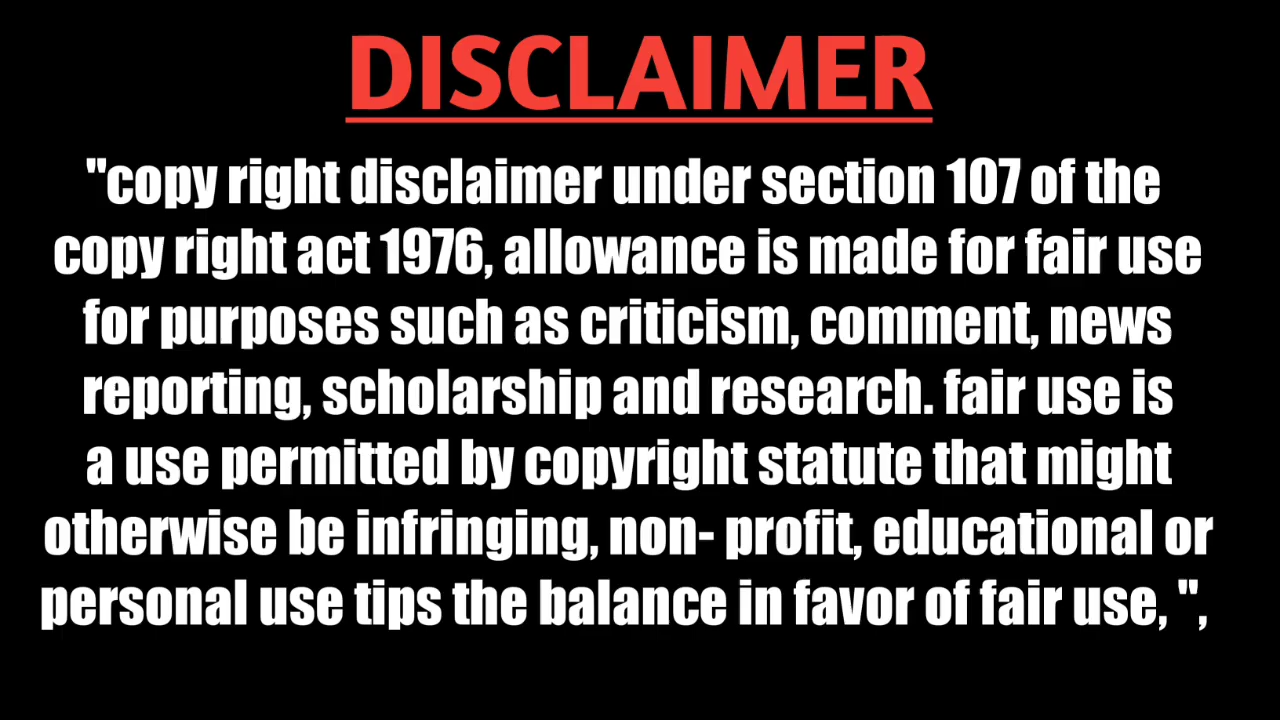 DISCLAIMER
"copy right disclaimer under section 107 of the
copy right act 1976, allowance is made for fair use
for purposes such as criticism, comment, news
reporting, scholarship and research. fair use is
a use permitted by copyright statute that might
otherwise be infringing, non- profit, educational or
personal use tips the balance in favor of fair use, ",